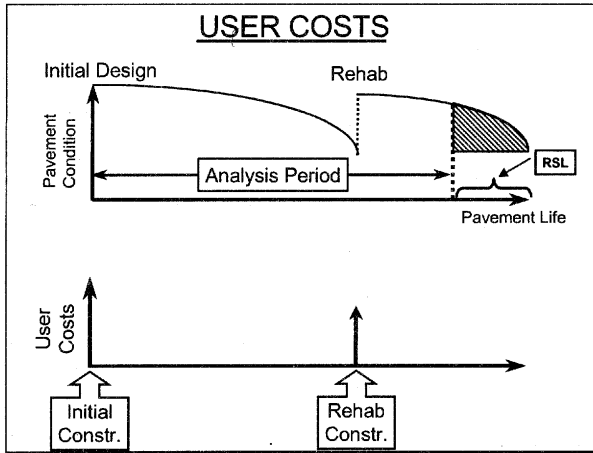 USER COSTS
Initial Design
Rehab
Pavement
Condition
Analysis Period
RSL
Pavement Life
User
Costs
Initial
Constr.
Rehab
Constr.